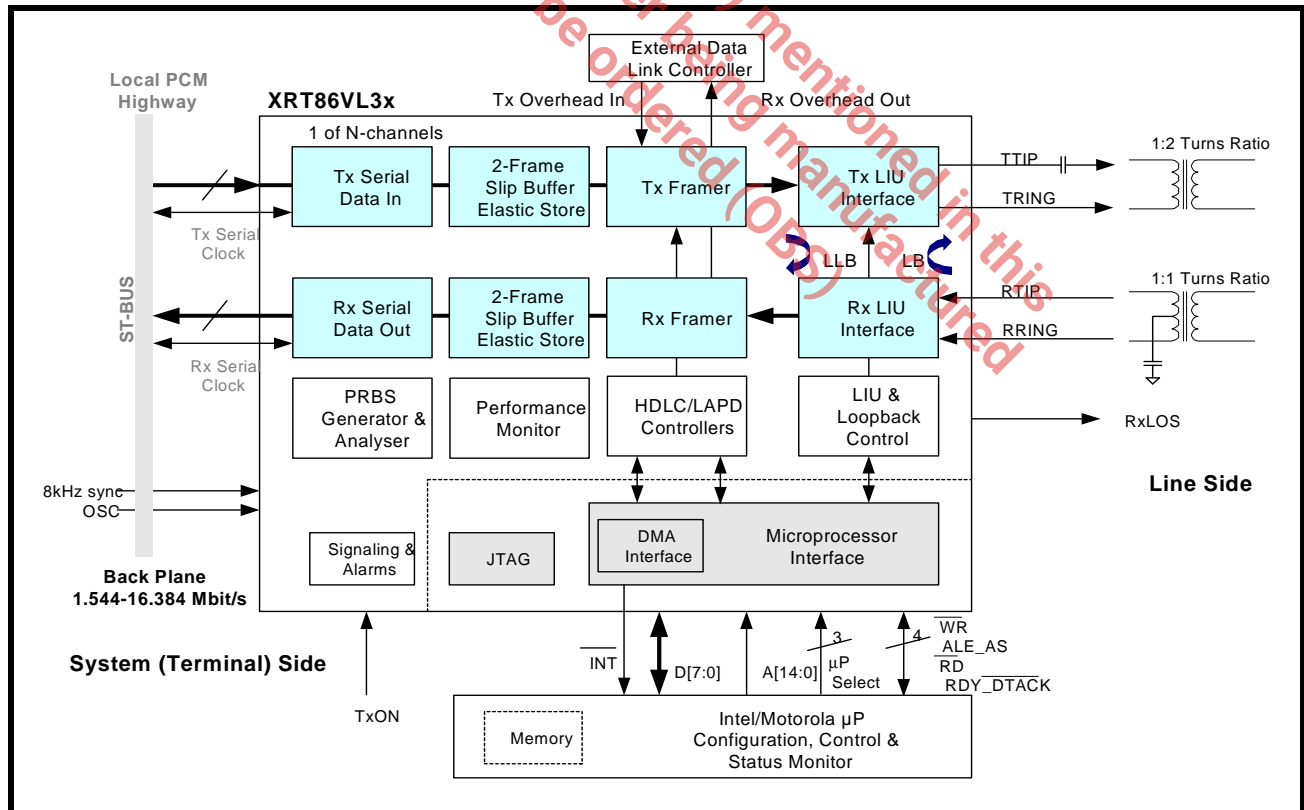 External Data
Link Controller
Local PCM
Highway
XRT86VL3x
Tx Overhead In
Rx Overhead Out
1 of N-channels
Tx Serial
Data In
2-Frame
Slip Buffer
Elastic Store
Tx Framer
Tx LIU
Interface
TTIP
TRING
1:2 Turns Ratio
Tx Serial
Clock
LLB
LB
ST-BUS
Rx Serial
Data Out
2-Frame
Slip Buffer
Elastic Store
Rx Framer
Rx LIU
Interface
RTIP
RRING
1:1 Turns Ratio
Rx Serial
Clock
PRBS
Generator &
Analyser
Performance
Monitor
HDLC/LAPD
Controllers
LIU &
Loopback
Control
RxLOS
Line Side
8kHz sync
OSC
Signaling &
Alarms
JTAG
DMA
Interface
Microprocessor
Interface
Back Plane
1.544-16.384 Mbit/s
System (Terminal) Side
TxON
INT
D[7:0]
A[14:0]
3
µP
Select
4
WR
ALE_AS
RD
RDY_DTACK
Memory
Intel/Motorola µP
Configuration, Control &
Status Monitor
mentioned in this
being manufactured
be ordered (OBS)